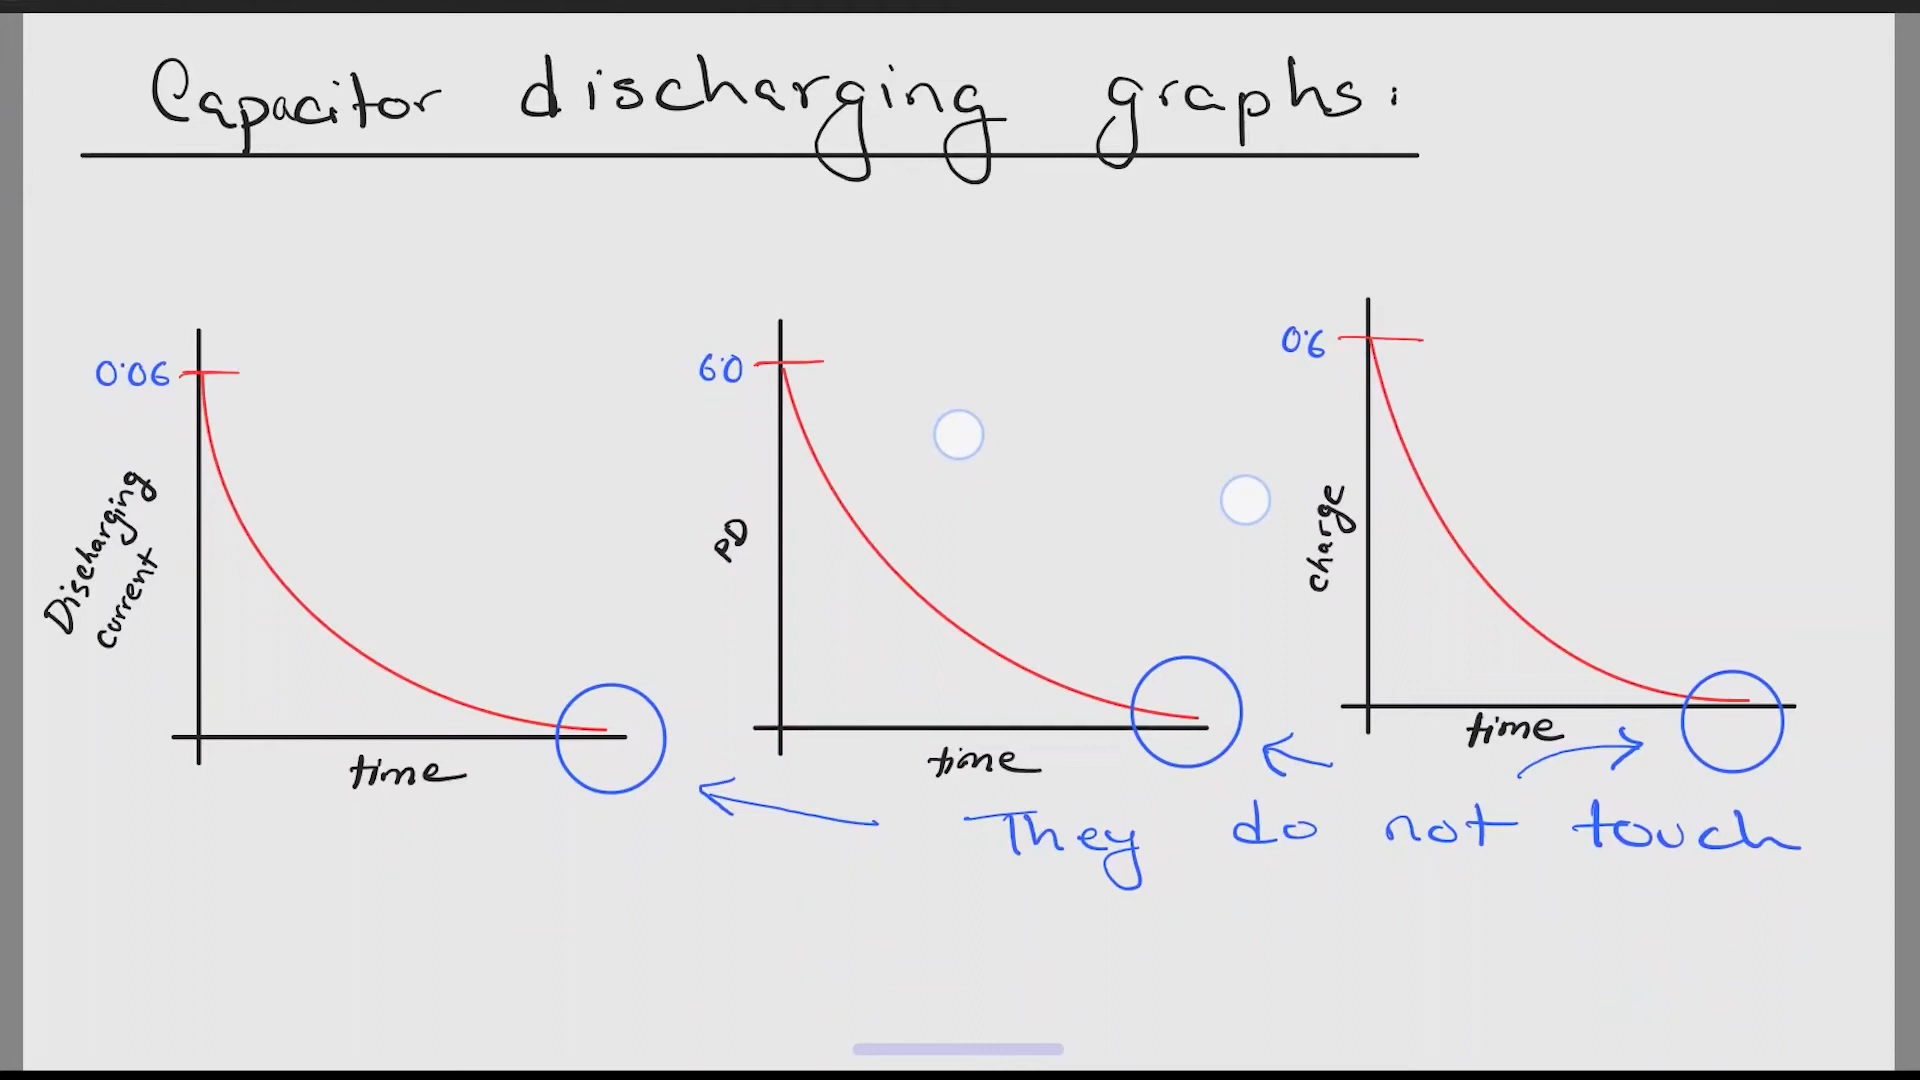 Capacitor discharging graphs:
0.06
Discharging
current
time
6.0
PD
time
0.6
charge
time
They do not touch